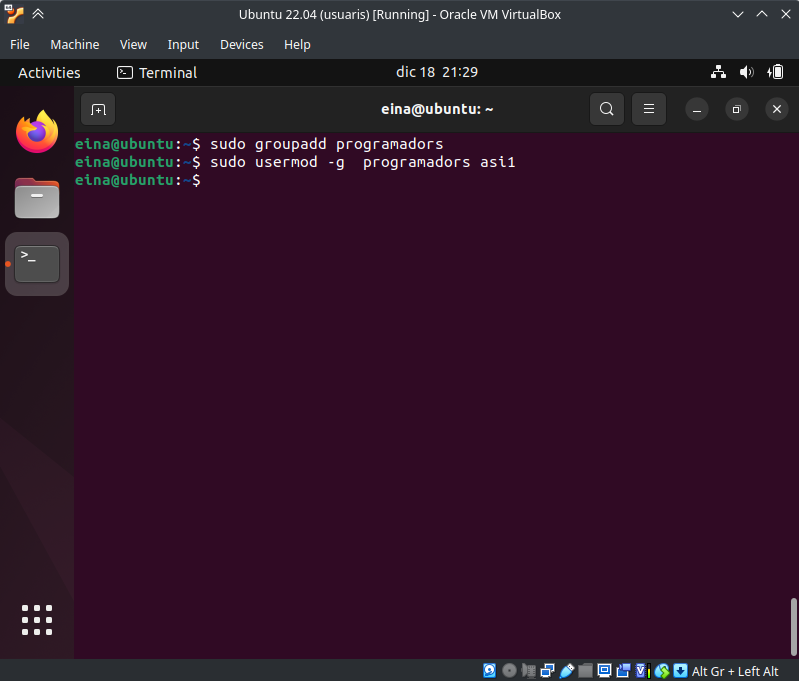 Ubuntu 22.04 (usuaris) [Running] - Oracle VM VirtualBox
File Machine View Input Devices Help
Activities Terminal dic 18 21:29
eina@ubuntu: ~
eina@ubuntu:~$ sudo groupadd programadors
eina@ubuntu:~$ sudo usermod -g  programadors asi1
eina@ubuntu:~$
Alt Gr + Left Alt